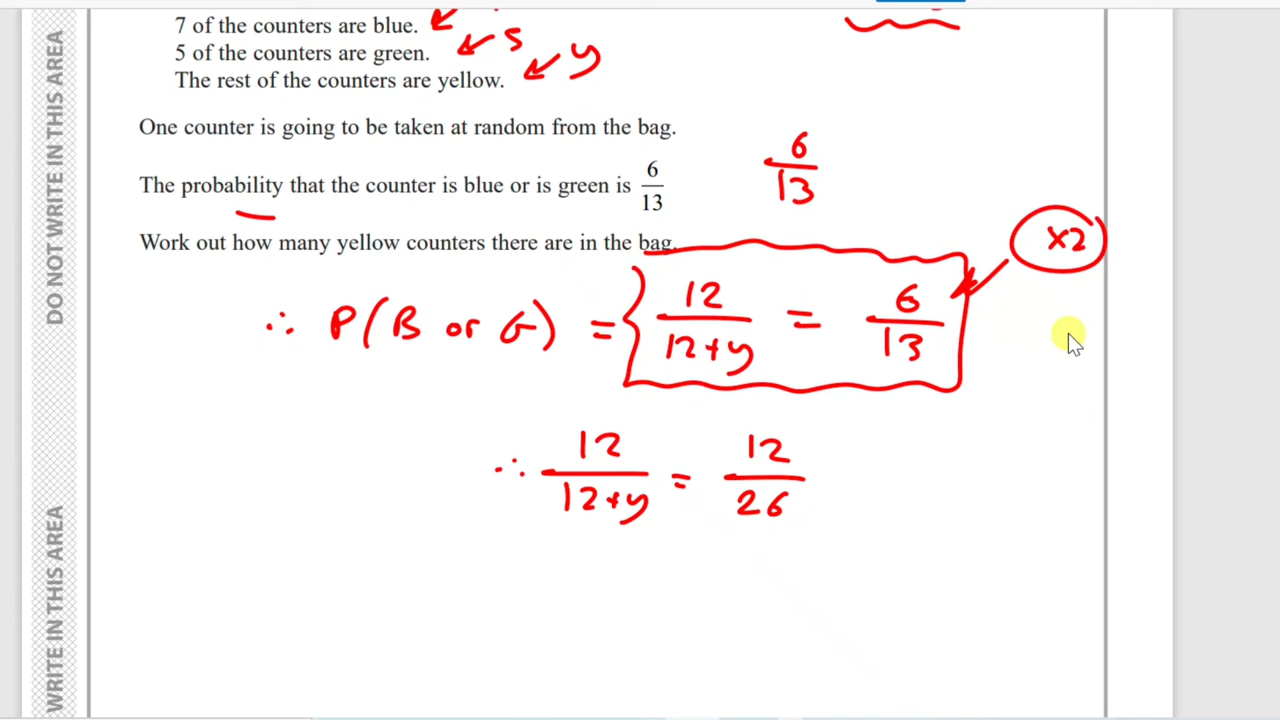 7 of the counters are blue.
5 of the counters are green. 5
The rest of the counters are yellow. y
One counter is going to be taken at random from the bag.
The probability that the counter is blue or is green is 6/13
6/13
Work out how many yellow counters there are in the bag.
×2
∴ P(B or G) = 12/12+y = 6/13
∴ 12/12+y = 12/26
DO NOT WRITE IN THIS AREA
WRITE IN THIS AREA